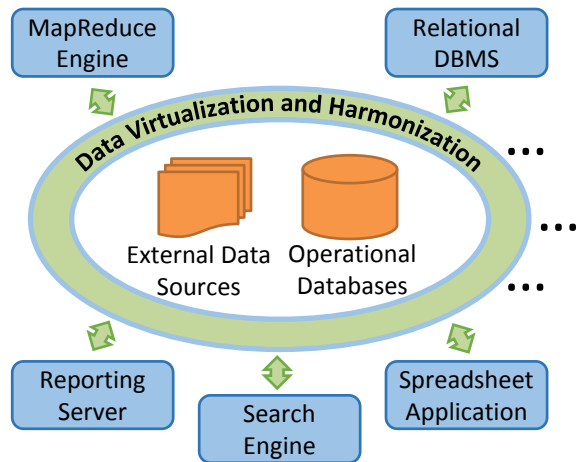 MapReduce
Engine
Relational
DBMS
Data Virtualization and Harmonization
...
External Data
Sources
Operational
Databases
...
...
Reporting
Server
Search
Engine
Spreadsheet
Application